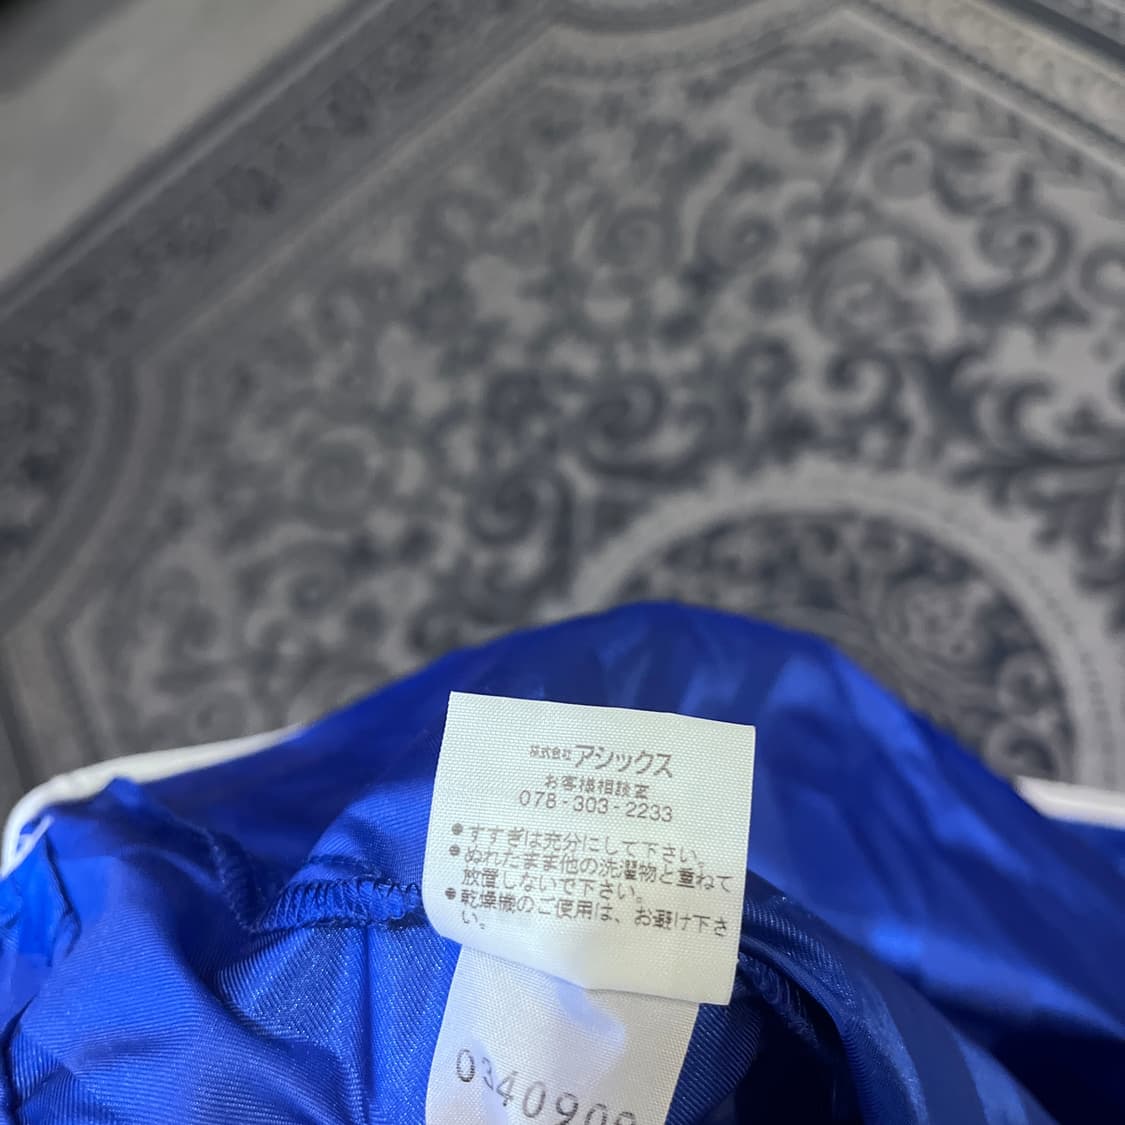 株式会社アシックス
お客様相談室
078-303-2233
●すすぎは充分にして下さい。
●ぬれたまま他の洗濯物と重ねて
放置しないで下さい。
●乾燥機のご使用は、お避け下さ
い。
0340909